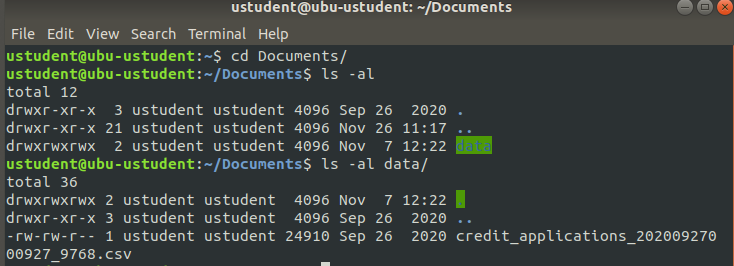 ustudent@ubu-ustudent: ~/Documents
File Edit View Search Terminal Help
ustudent@ubu-ustudent:~$ cd Documents/
ustudent@ubu-ustudent:~/Documents$ ls -al
total 12
drwxr-xr-x  3 ustudent ustudent 4096 Sep 26  2020 .
drwxr-xr-x 21 ustudent ustudent 4096 Nov 26 11:17 ..
drwxrwxrwx  2 ustudent ustudent 4096 Nov  7 12:22 data
ustudent@ubu-ustudent:~/Documents$ ls -al data/
total 36
drwxrwxrwx 2 ustudent ustudent  4096 Nov  7 12:22 .
drwxr-xr-x 3 ustudent ustudent  4096 Sep 26  2020 ..
-rw-rw-r-- 1 ustudent ustudent 24910 Sep 26  2020 credit_applications_202009270
00927_9768.csv